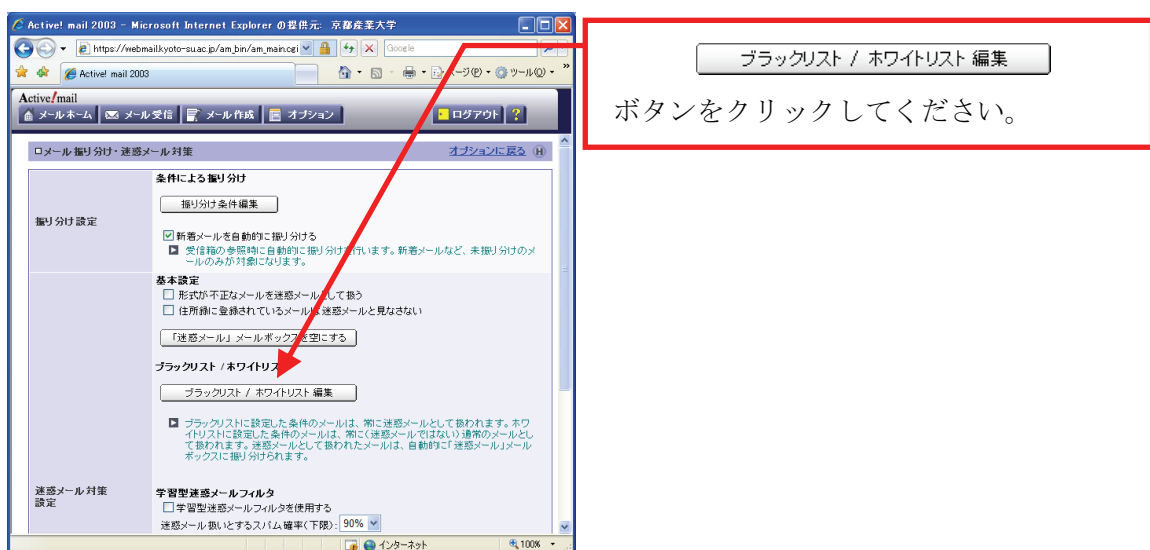 Active! mail 2003 - Microsoft Internet Explorer の提供元: 京都産業大学
https://webmail.kyoto-su.ac.jp/am_bin/am_main.cgi
Google
Active! mail 2003
ページ(P)
ツール(O)
Active!mail
メールホーム
メール受信
メール作成
オプション
ログアウト
?
ロメール振り分け・迷惑メール対策
オプションに戻る
H
条件による振り分け
振り分け設定
振り分け条件編集
新着メールを自動的に振り分ける
受信箱の参照時に自動的に振り分けを行います。新着メールなど、未振り分けのメ
ールのみが対象になります。
基本設定
形式が不正なメールを迷惑メールとして扱う
住所録に登録されているメールは迷惑メールと見なさない
「迷惑メール」メールボックスを空にする
ブラックリスト / ホワイトリスト
ブラックリスト / ホワイトリスト 編集
ブラックリストに設定した条件のメールは、常に迷惑メールとして扱われます。ホワ
イトリストに設定した条件のメールは、常に(迷惑メールではない)通常のメールとし
て扱われます。迷惑メールとして扱われたメールは、自動的に「迷惑メール」メール
ボックスに振り分けられます。
迷惑メール対策
設定
学習型迷惑メールフィルタ
学習型迷惑メールフィルタを使用する
迷惑メール扱いとするスパム確率(下限): 90%
インターネット
100%
ブラックリスト / ホワイトリスト 編集
ボタンをクリックしてください。